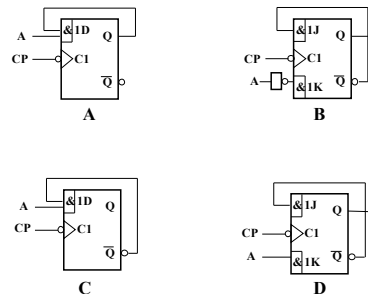 & 1D Q
A
CP C1
Q̅
A
& 1J Q
CP C1
A & 1K Q̅
B
& 1D Q
A
CP C1
Q̅
C
& 1J Q
CP C1
A & 1K Q̅
D